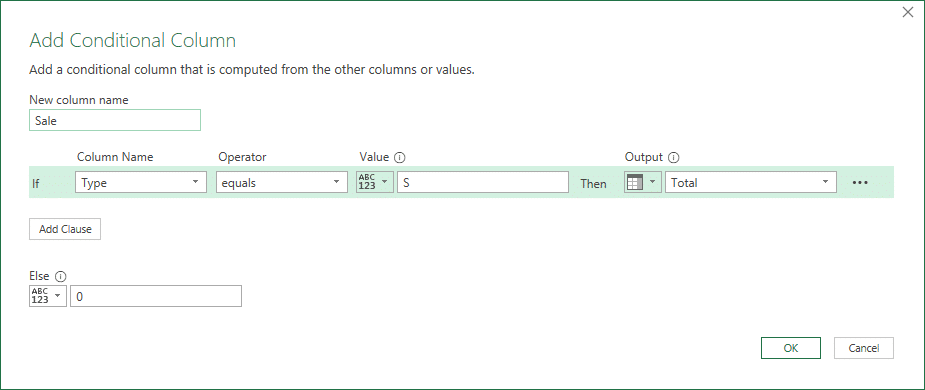 Add Conditional Column
Add a conditional column that is computed from the other columns or values.
New column name
Sale
Column Name Operator Value Output
If Type equals ABC 123 S Then Total ...
Add Clause
Else
ABC 123 0
OK Cancel